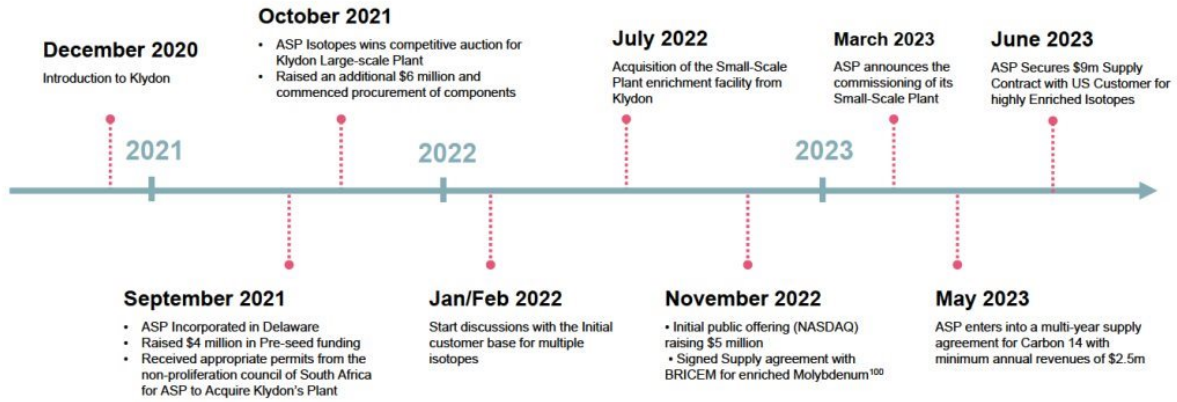 December 2020
Introduction to Klydon
October 2021
• ASP Isotopes wins competitive auction for
Klydon Large-scale Plant
• Raised an additional $6 million and
commenced procurement of components
July 2022
Acquisition of the Small-Scale
Plant enrichment facility from
Klydon
March 2023
ASP announces the
commissioning of its
Small-Scale Plant
June 2023
ASP Secures $9m Supply
Contract with US Customer for
highly Enriched Isotopes
2021
2022
2023
September 2021
• ASP Incorporated in Delaware
• Raised $4 million in Pre-seed funding
• Received appropriate permits from the
non-proliferation council of South Africa
for ASP to Acquire Klydon's Plant
Jan/Feb 2022
Start discussions with the Initial
customer base for multiple
isotopes
November 2022
• Initial public offering (NASDAQ)
raising $5 million
• Signed Supply agreement with
BRICEM for enriched Molybdenum¹⁰⁰
May 2023
ASP enters into a multi-year supply
agreement for Carbon 14 with
minimum annual revenues of $2.5m